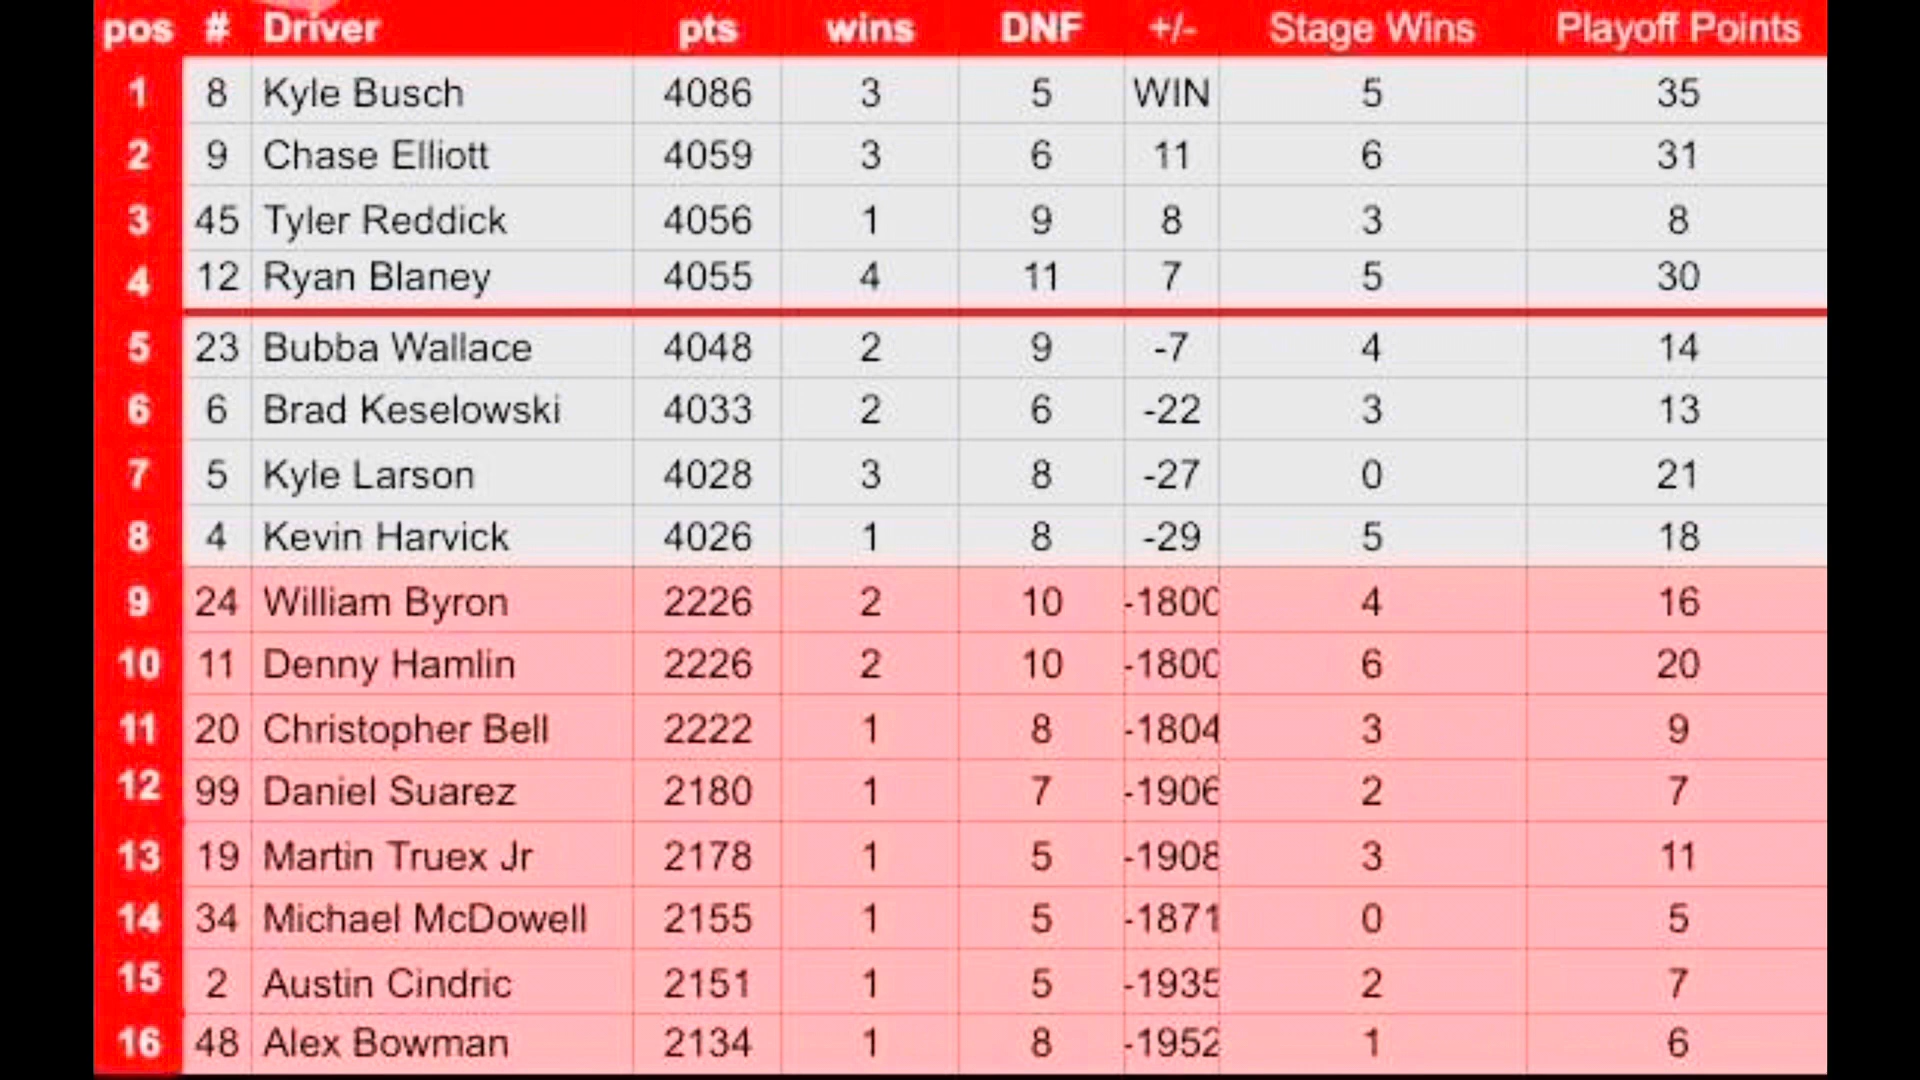 pos # Driver pts wins DNF +/- Stage Wins Playoff Points
1 8 Kyle Busch 4086 3 5 WIN 5 35
2 9 Chase Elliott 4059 3 6 11 6 31
3 45 Tyler Reddick 4056 1 9 8 3 8
4 12 Ryan Blaney 4055 4 11 7 5 30
5 23 Bubba Wallace 4048 2 9 -7 4 14
6 6 Brad Keselowski 4033 2 6 -22 3 13
7 5 Kyle Larson 4028 3 8 -27 0 21
8 4 Kevin Harvick 4026 1 8 -29 5 18
9 24 William Byron 2226 2 10 -1800 4 16
10 11 Denny Hamlin 2226 2 10 -1800 6 20
11 20 Christopher Bell 2222 1 8 -1804 3 9
12 99 Daniel Suarez 2180 1 7 -1906 2 7
13 19 Martin Truex Jr 2178 1 5 -1908 3 11
14 34 Michael McDowell 2155 1 5 -1871 0 5
15 2 Austin Cindric 2151 1 5 -1935 2 7
16 48 Alex Bowman 2134 1 8 -1952 1 6